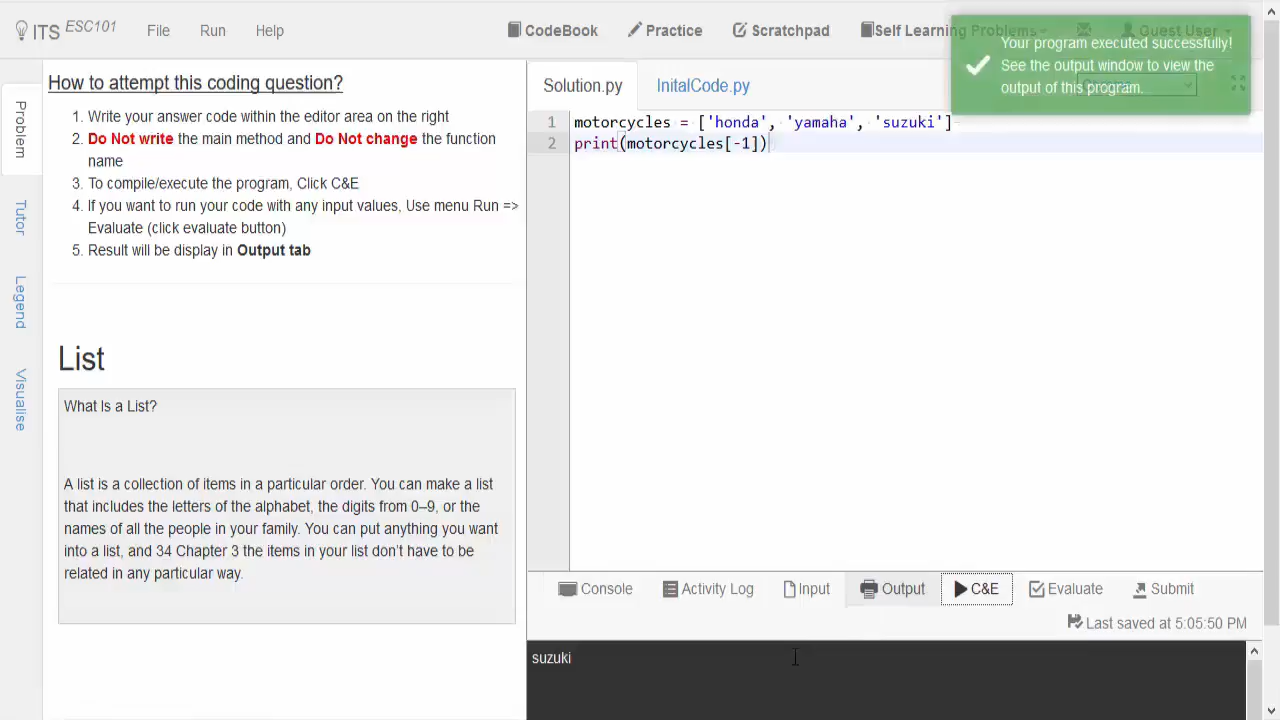 ITS ESC101 File Run Help CodeBook Practice Scratchpad Self Learning Problems Guest User
Your program executed successfully!
See the output window to view the
output of this program.
Problem
Tutor
Legend
Visualise
How to attempt this coding question?
1. Write your answer code within the editor area on the right
2. Do Not write the main method and Do Not change the function
name
3. To compile/execute the program, Click C&E
4. If you want to run your code with any input values, Use menu Run =>
Evaluate (click evaluate button)
5. Result will be display in Output tab
List
What Is a List?
A list is a collection of items in a particular order. You can make a list
that includes the letters of the alphabet, the digits from 0–9, or the
names of all the people in your family. You can put anything you want
into a list, and 34 Chapter 3 the items in your list don't have to be
related in any particular way.
Solution.py InitalCode.py
1 motorcycles = ['honda', 'yamaha', 'suzuki']
2 print(motorcycles[-1])
Console Activity Log Input Output C&E Evaluate Submit
Last saved at 5:05:50 PM
suzuki